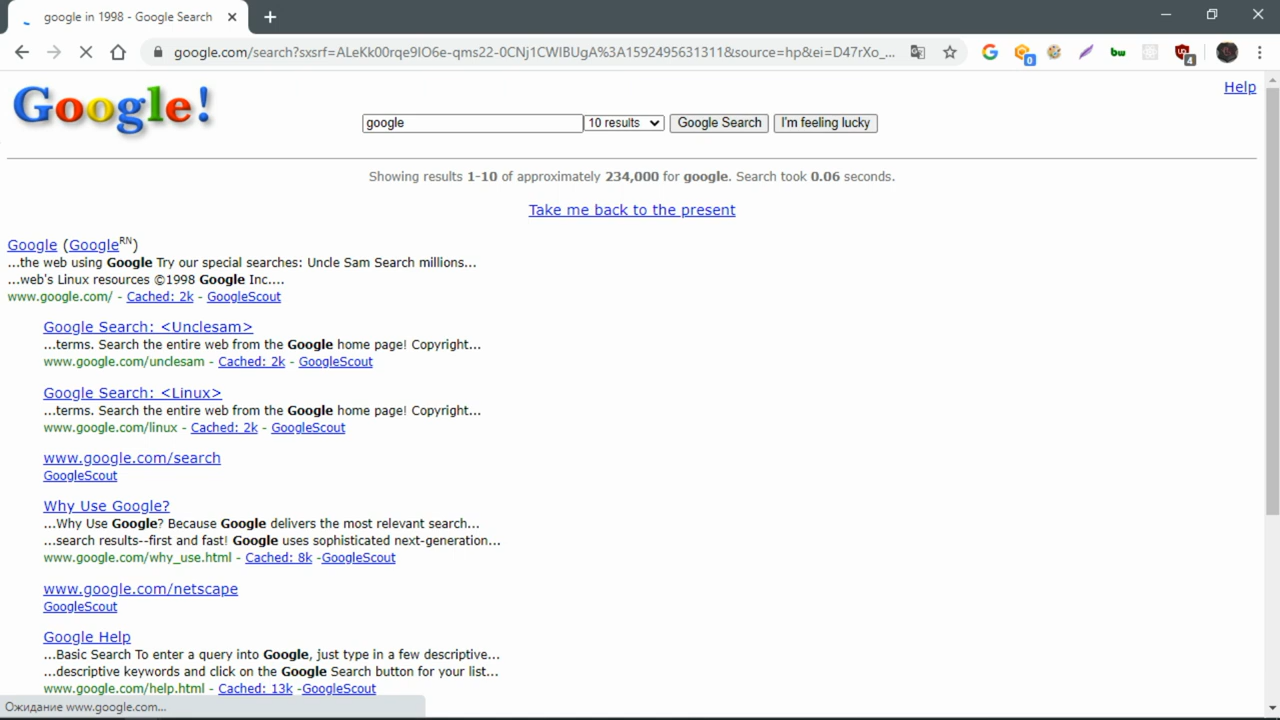 google in 1998 - Google Search
google.com/search?sxsrf=ALeKk00rqe9IO6e-qms22-0CNj1CWlBUgA%3A1592495631311&source=hp&ei=D47rXo_...
0
bw
4
Google!
google
10 results
Google Search
I'm feeling lucky
Help
Showing results 1-10 of approximately 234,000 for google. Search took 0.06 seconds.
Take me back to the present
Google (GoogleRN)
...the web using Google Try our special searches: Uncle Sam Search millions...
...web's Linux resources ©1998 Google Inc....
www.google.com/ - Cached: 2k - GoogleScout
Google Search: <Unclesam>
...terms. Search the entire web from the Google home page! Copyright...
www.google.com/unclesam - Cached: 2k - GoogleScout
Google Search: <Linux>
...terms. Search the entire web from the Google home page! Copyright...
www.google.com/linux - Cached: 2k - GoogleScout
www.google.com/search
GoogleScout
Why Use Google?
...Why Use Google? Because Google delivers the most relevant search...
...search results--first and fast! Google uses sophisticated next-generation...
www.google.com/why_use.html - Cached: 8k -GoogleScout
www.google.com/netscape
GoogleScout
Google Help
...Basic Search To enter a query into Google, just type in a few descriptive...
...descriptive keywords and click on the Google Search button for your list...
www.google.com/help.html - Cached: 13k -GoogleScout
Ожидание www.google.com...